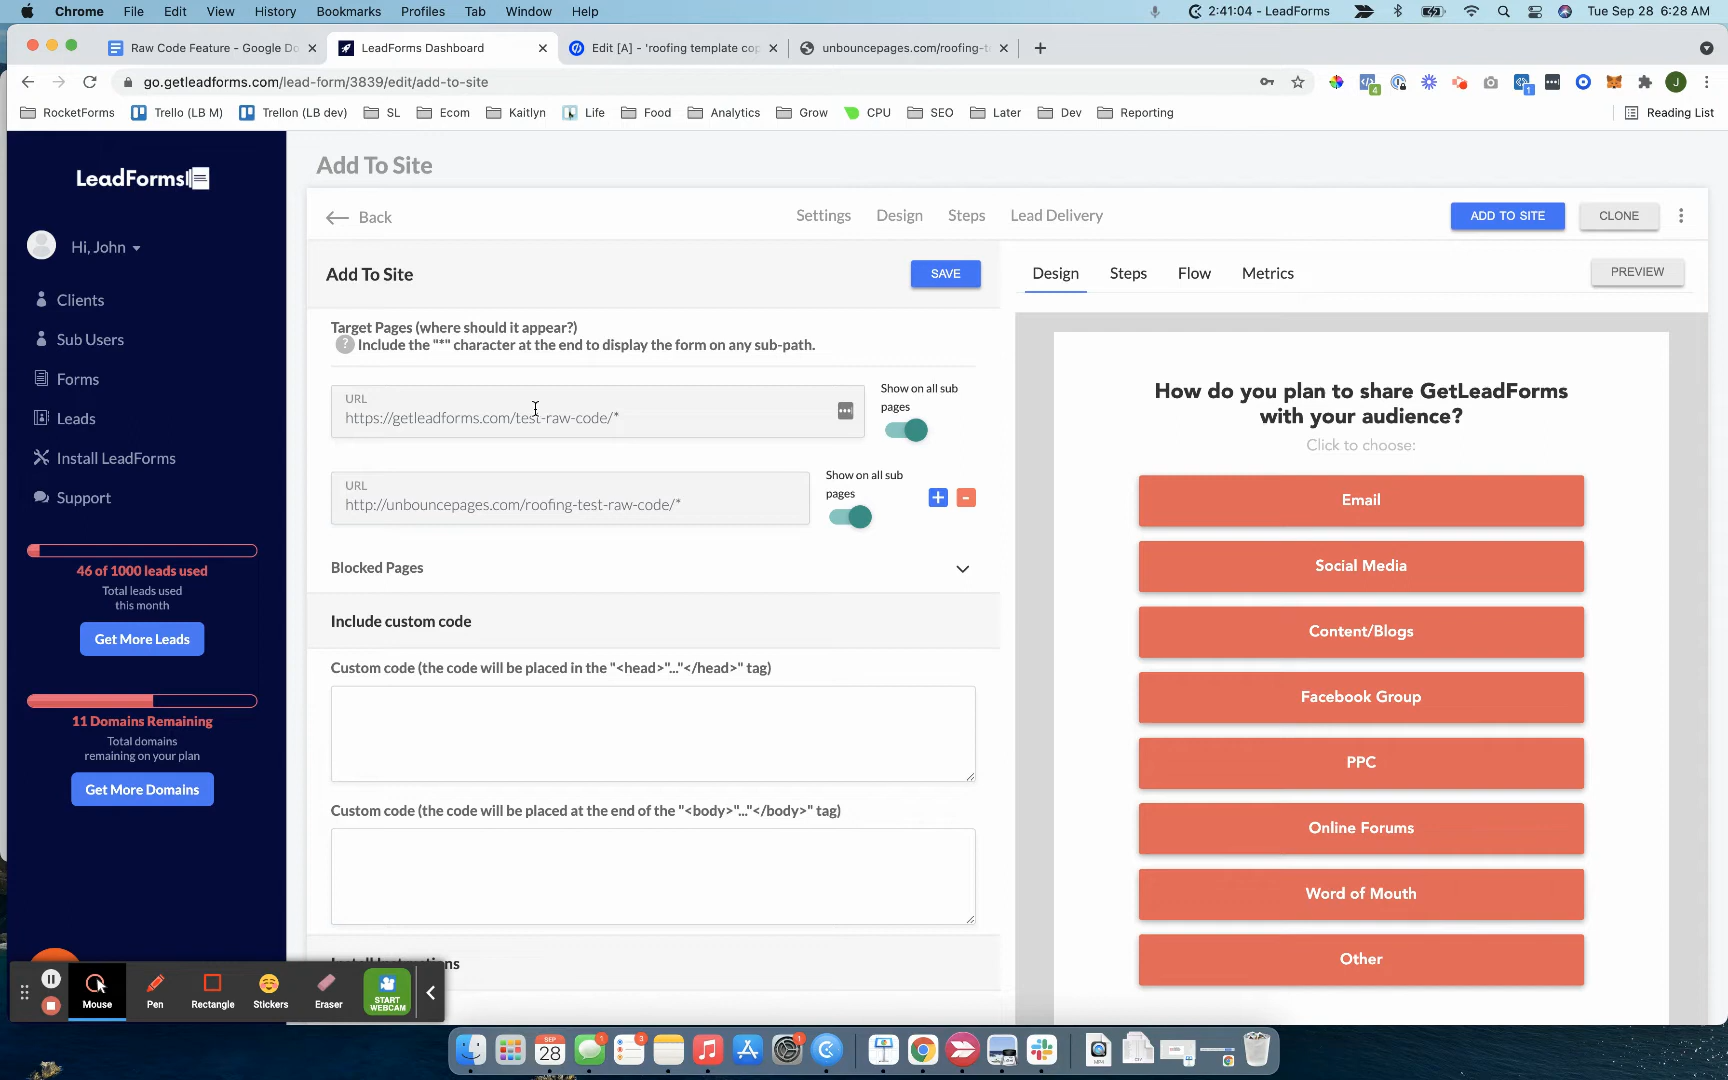 Chrome File Edit View History Bookmarks Profiles Tab Window Help 2:41:04 - LeadForms Tue Sep 28 6:28 AM
Raw Code Feature - Google Do LeadForms Dashboard Edit [A] - 'roofing template cop unbouncepages.com/roofing-t
go.getleadforms.com/lead-form/3839/edit/add-to-site
RocketForms Trello (LB M) Trellon (LB dev) SL Ecom Kaitlyn Life Food Analytics Grow CPU SEO Later Dev Reporting Reading List
LeadForms
Hi, John
Clients
Sub Users
Forms
Leads
Install LeadForms
Support
46 of 1000 leads used
Total leads used
this month
Get More Leads
11 Domains Remaining
Total domains
remaining on your plan
Get More Domains
Add To Site
Back Settings Design Steps Lead Delivery ADD TO SITE CLONE
Add To Site SAVE
Target Pages (where should it appear?)
? Include the "*" character at the end to display the form on any sub-path.
URL
https://getleadforms.com/test-raw-code/*
Show on all sub
pages
URL
http://unbouncepages.com/roofing-test-raw-code/*
Show on all sub
pages
+ -
Blocked Pages
Include custom code
Custom code (the code will be placed in the "<head>"..."</head>" tag)
Custom code (the code will be placed at the end of the "<body>"..."</body>" tag)
Design Steps Flow Metrics PREVIEW
How do you plan to share GetLeadForms
with your audience?
Click to choose:
Email
Social Media
Content/Blogs
Facebook Group
PPC
Online Forums
Word of Mouth
Other
Mouse Pen Rectangle Stickers Eraser START
WEBCAM
SEP
28
1
3
1